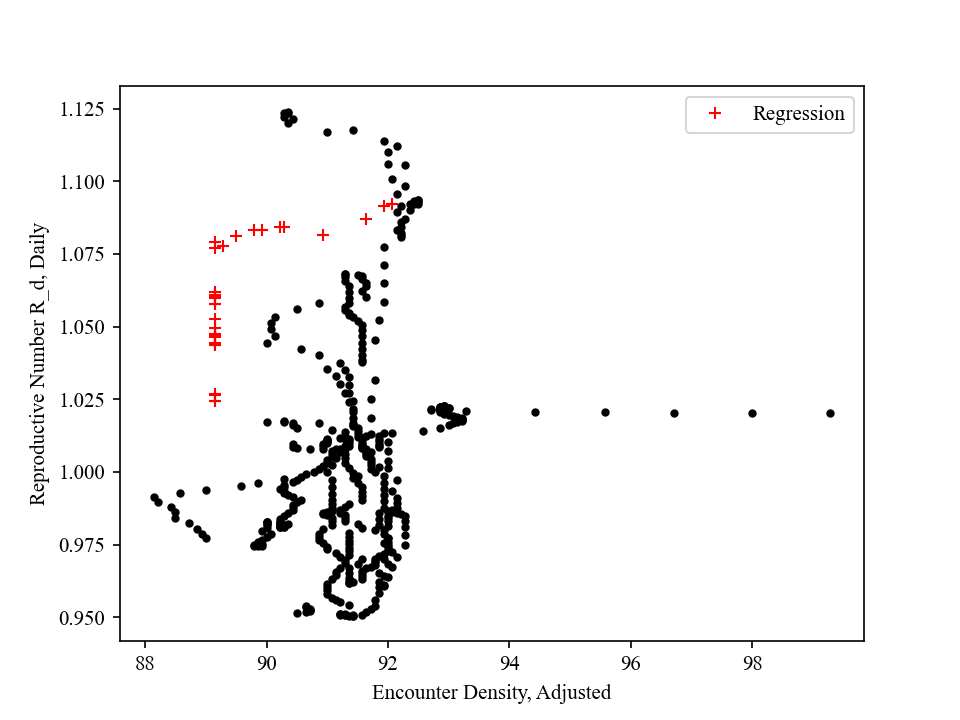 Regression
1.125
1.100
1.075
1.050
1.025
1.000
0.975
0.950
Reproductive Number R_d, Daily
88 90 92 94 96 98
Encounter Density, Adjusted